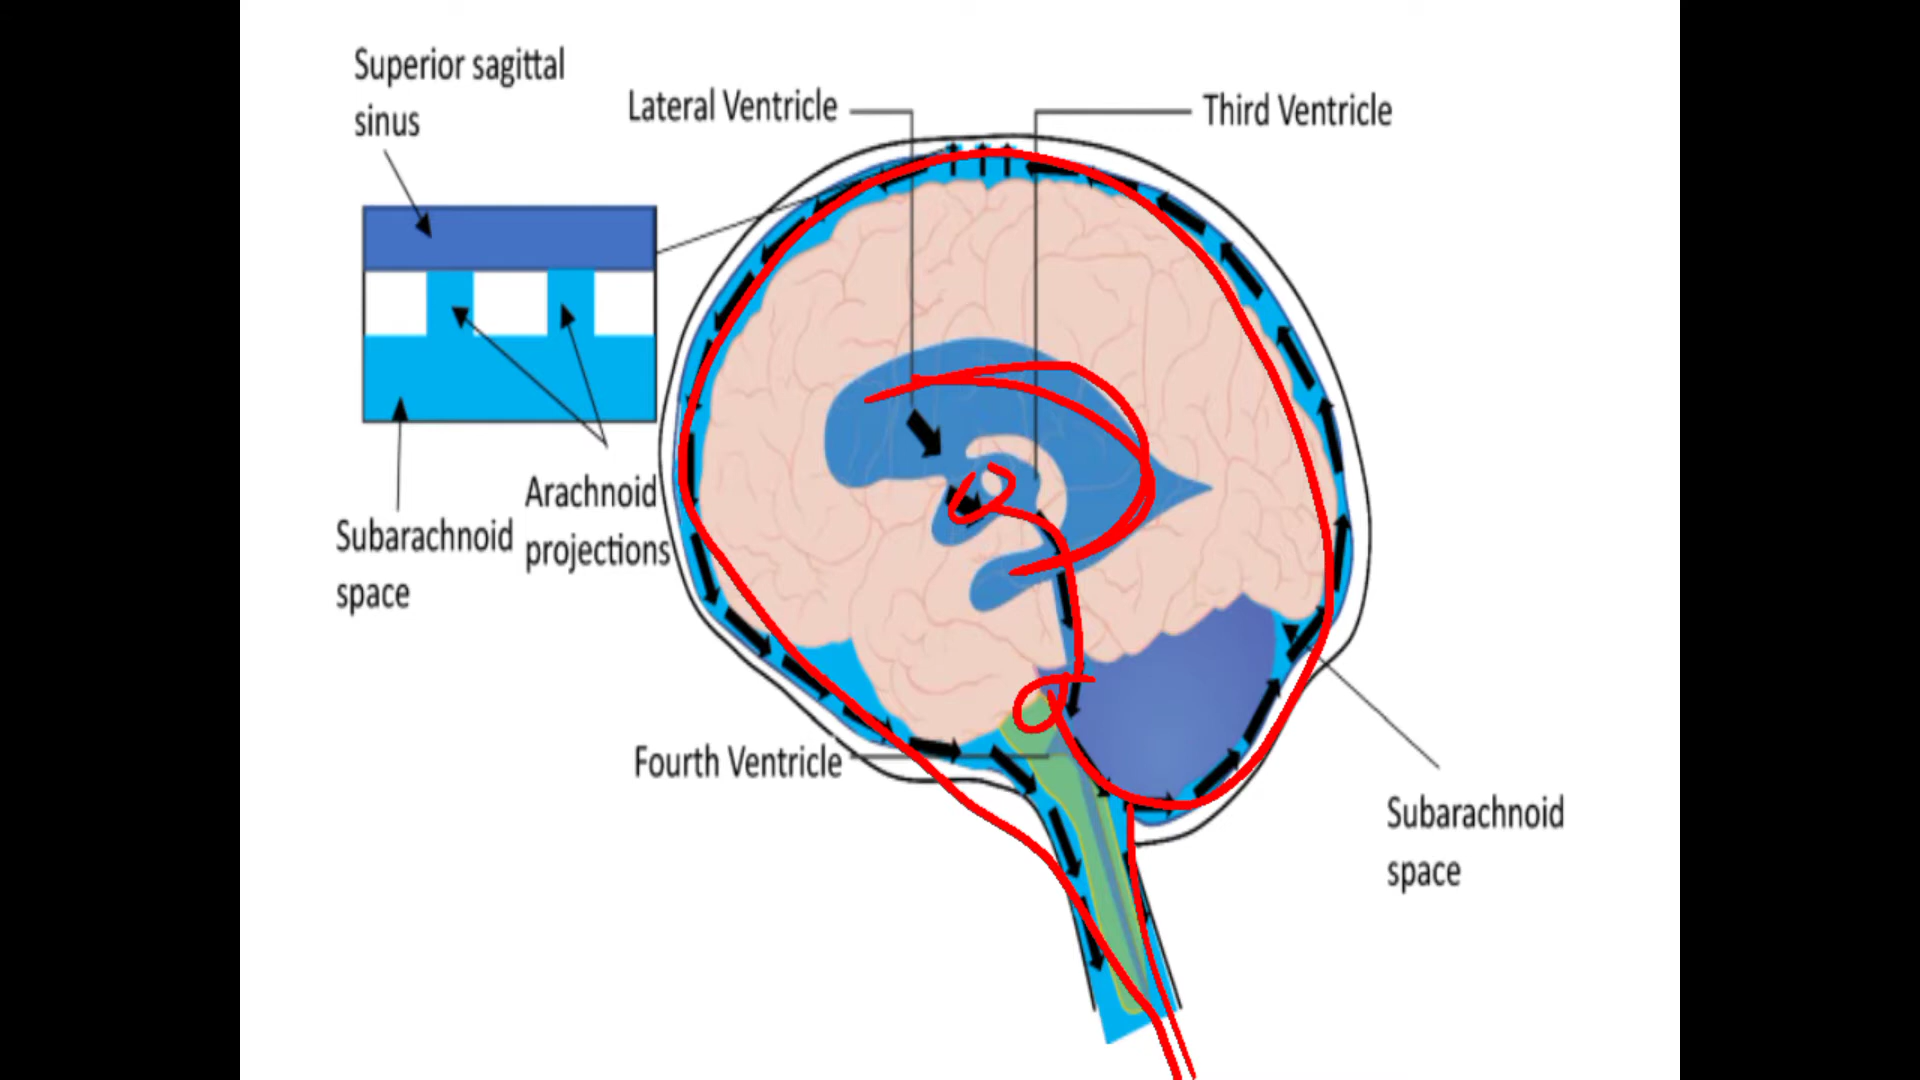 Superior sagittal
sinus
Lateral Ventricle
Third Ventricle
Arachnoid
projections
Subarachnoid
space
Fourth Ventricle
Subarachnoid
space